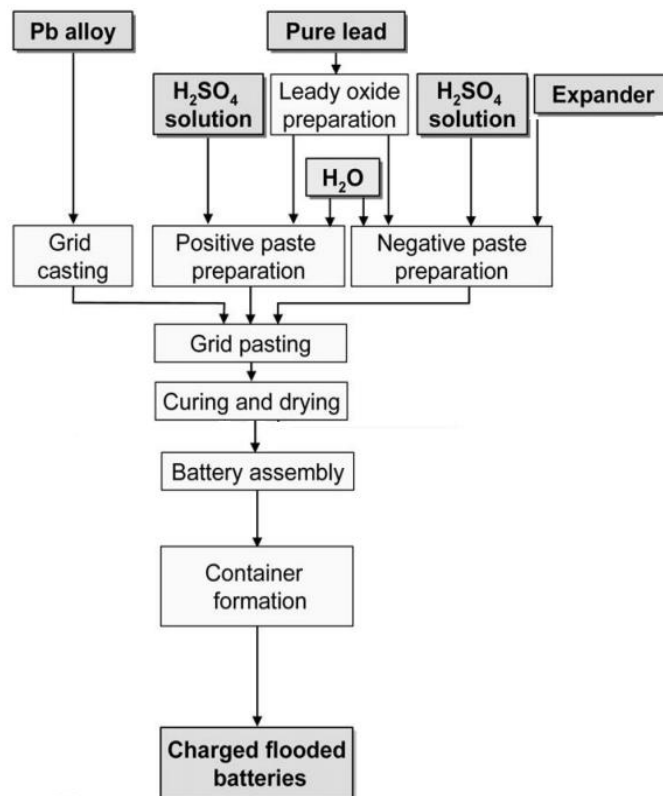 Pb alloy
Pure lead
H₂SO₄
solution
Leady oxide
preparation
H₂SO₄
solution
Expander
H₂O
Grid
casting
Positive paste
preparation
Negative paste
preparation
Grid pasting
Curing and drying
Battery assembly
Container
formation
Charged flooded
batteries